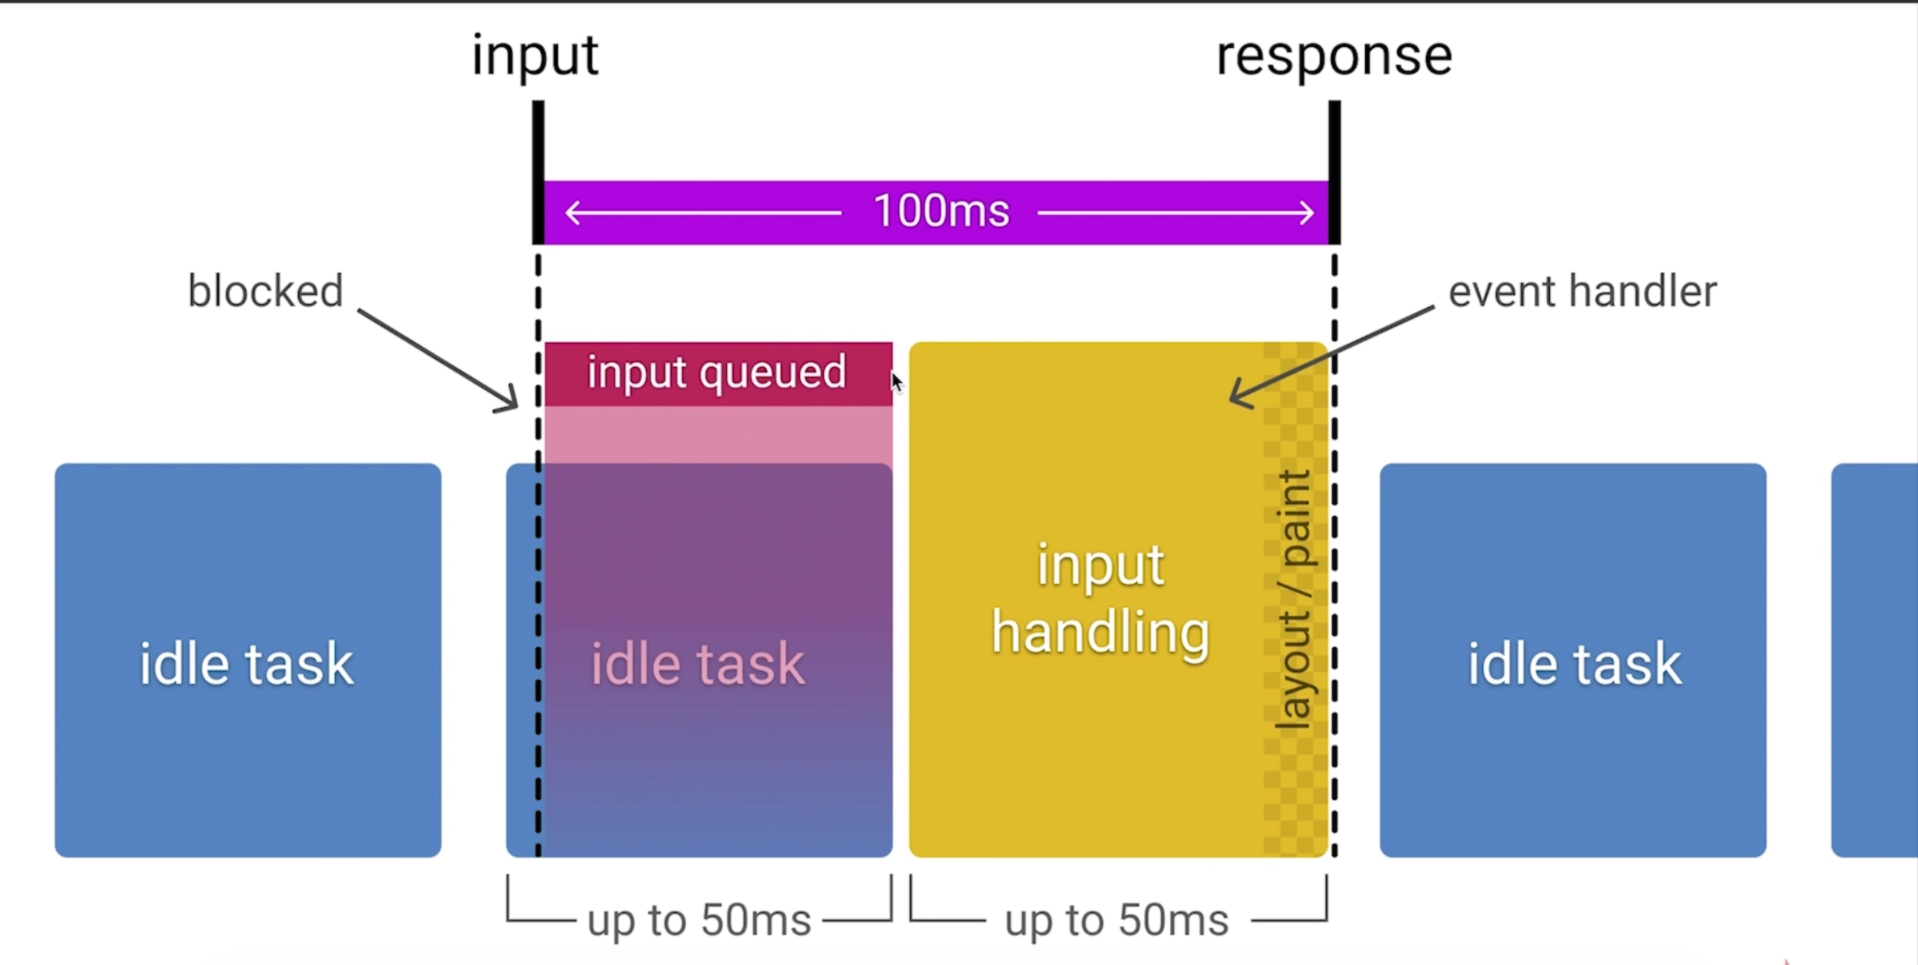 input
response
100ms
blocked
event handler
input queued
idle task
idle task
input
handling
layout / paint
idle task
up to 50ms
up to 50ms